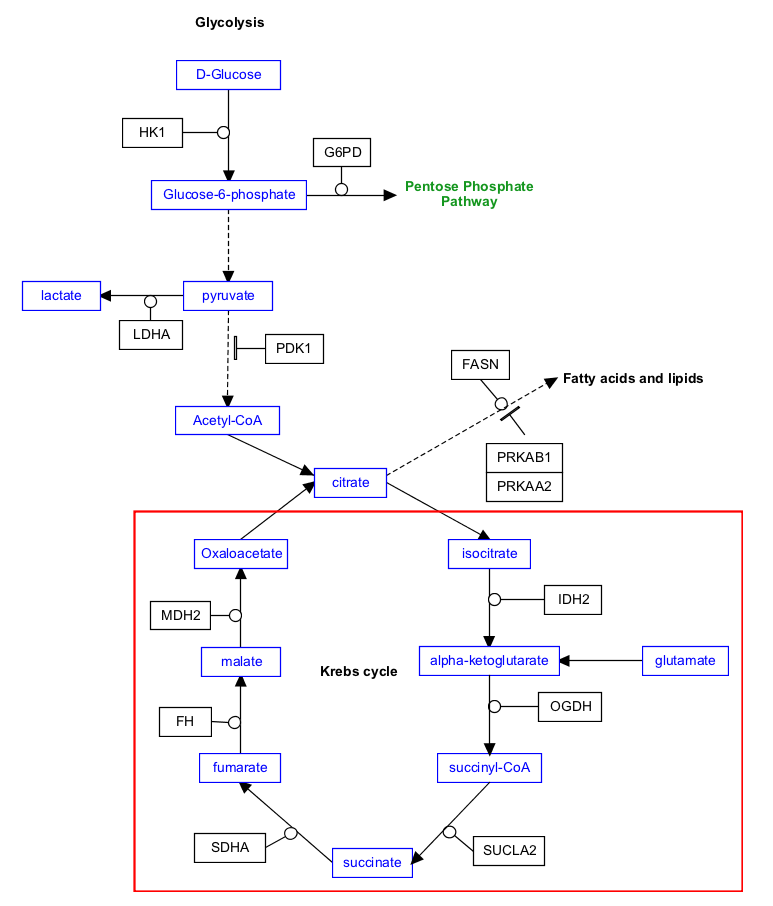 Glycolysis
D-Glucose
HK1
G6PD
Glucose-6-phosphate
Pentose Phosphate
Pathway
lactate
pyruvate
LDHA
PDK1
FASN
Fatty acids and lipids
Acetyl-CoA
PRKAB1
citrate
PRKAA2
Oxaloacetate
isocitrate
IDH2
MDH2
malate
Krebs cycle
alpha-ketoglutarate
glutamate
OGDH
FH
fumarate
succinyl-CoA
SDHA
succinate
SUCLA2